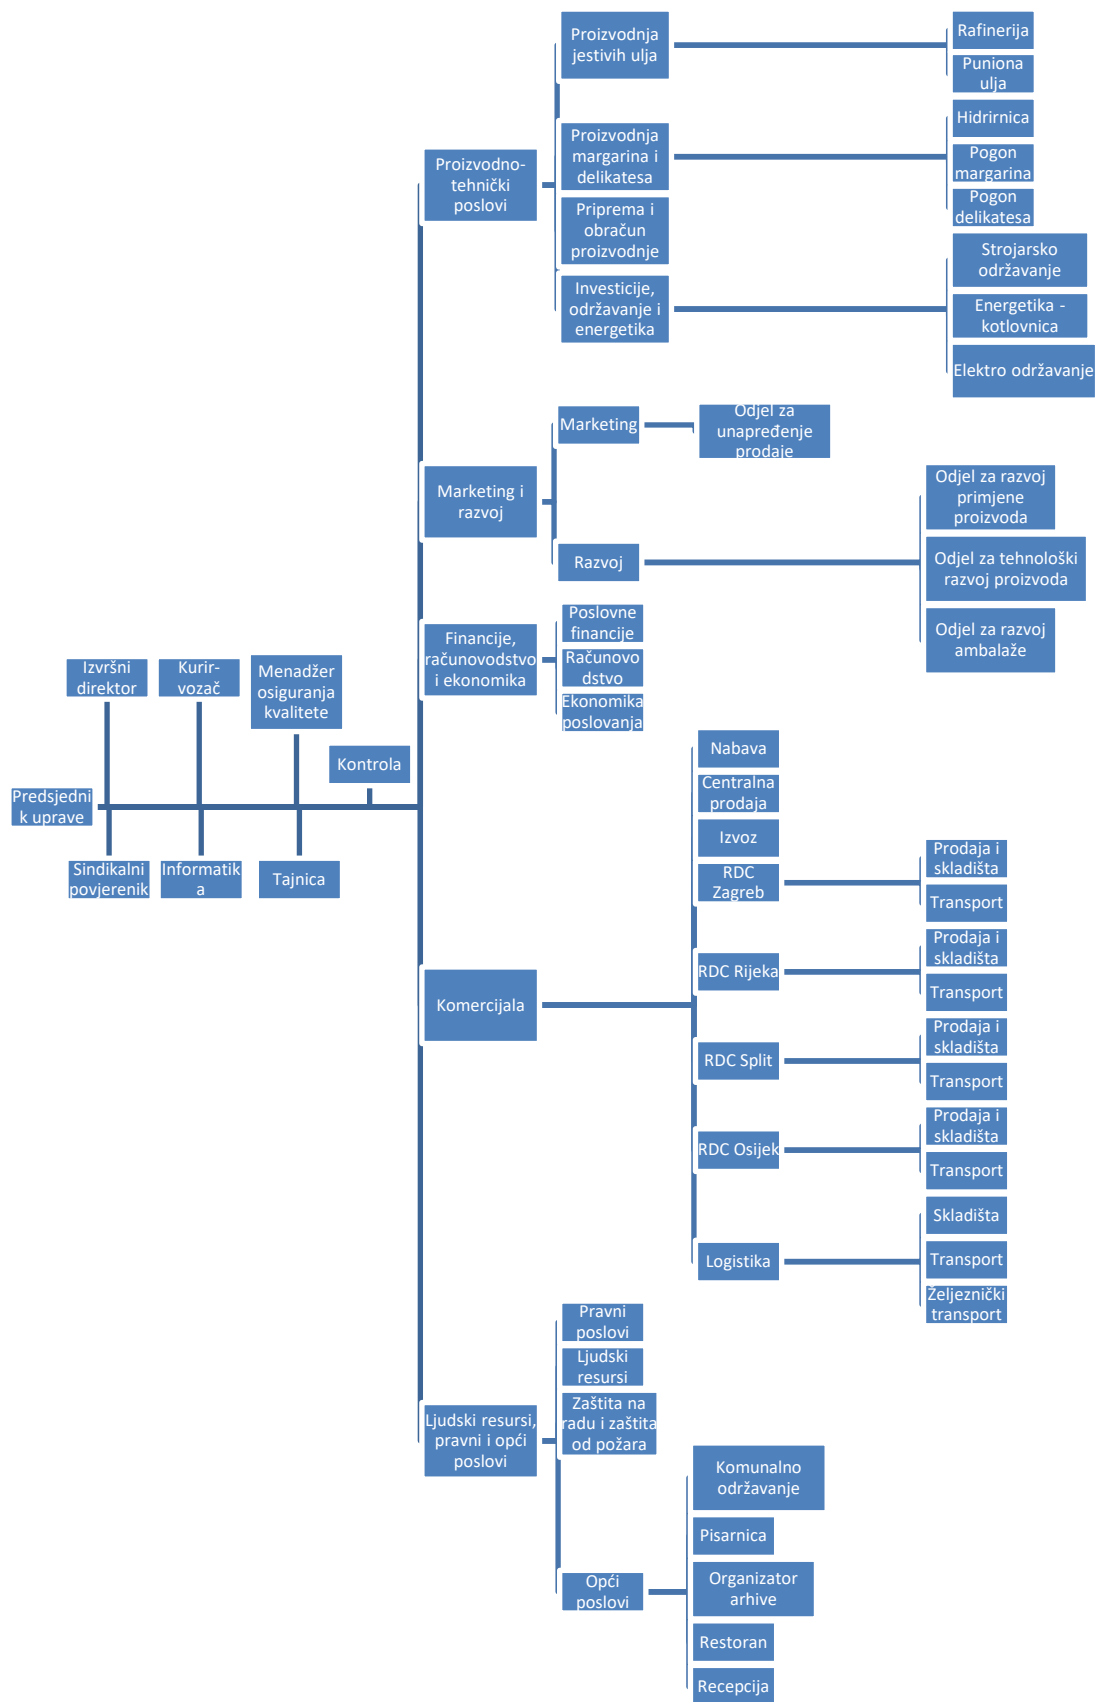 Predsjedni
k uprave
Izvršni
direktor
Kurir-
vozač
Menadžer
osiguranja
kvalitete
Kontrola
Sindikalni
povjerenik
Informatik
a
Tajnica
Proizvodno-
tehnički
poslovi
Proizvodnja
jestivih ulja
Rafinerija
Puniona
ulja
Proizvodnja
margarina i
delikatesa
Hidrirnica
Pogon
margarina
Pogon
delikatesa
Priprema i
obračun
proizvodnje
Investicije,
održavanje i
energetika
Strojarsko
održavanje
Energetika -
kotlovnica
Elektro održavanje
Marketing i
razvoj
Marketing
Odjel za
unapređenje
prodaje
Razvoj
Odjel za razvoj
primjene
proizvoda
Odjel za tehnološki
razvoj proizvoda
Odjel za razvoj
ambalaže
Financije,
računovodstvo
i ekonomika
Poslovne
financije
Računovo
dstvo
Ekonomika
poslovanja
Komercijala
Nabava
Centralna
prodaja
Izvoz
RDC
Zagreb
Prodaja i
skladišta
Transport
RDC Rijeka
Prodaja i
skladišta
Transport
RDC Split
Prodaja i
skladišta
Transport
RDC Osijek
Prodaja i
skladišta
Transport
Logistika
Skladišta
Transport
Željeznički
transport
Ljudski resursi,
pravni i opći
poslovi
Pravni
poslovi
Ljudski
resursi
Zaštita na
radu i zaštita
od požara
Opći
poslovi
Komunalno
održavanje
Pisarnica
Organizator
arhive
Restoran
Recepcija